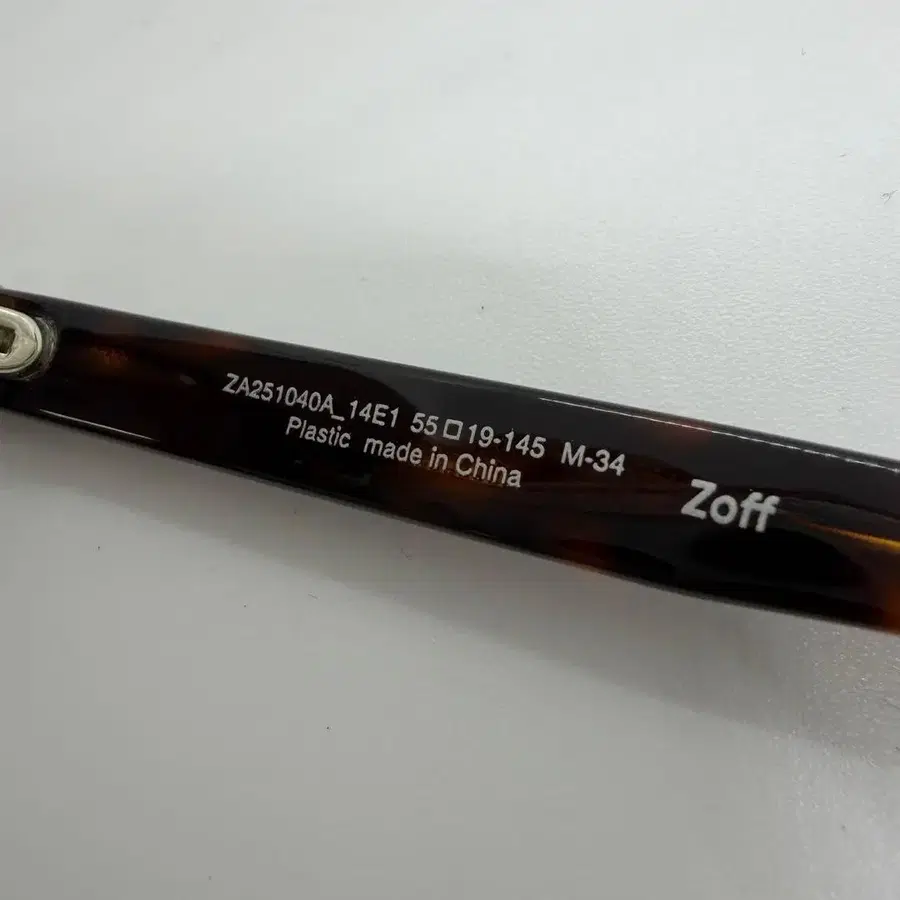 ZA251040A_14E1 55□19-145 M-34
Plastic made in China
Zoff